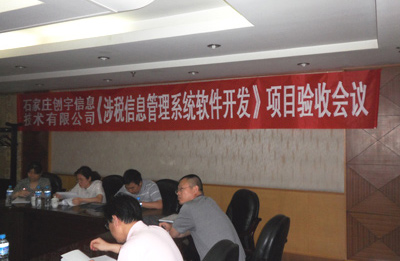 石家庄创宇信息
技术有限公司
《涉税信息管理系统软件开发》项目验收会议